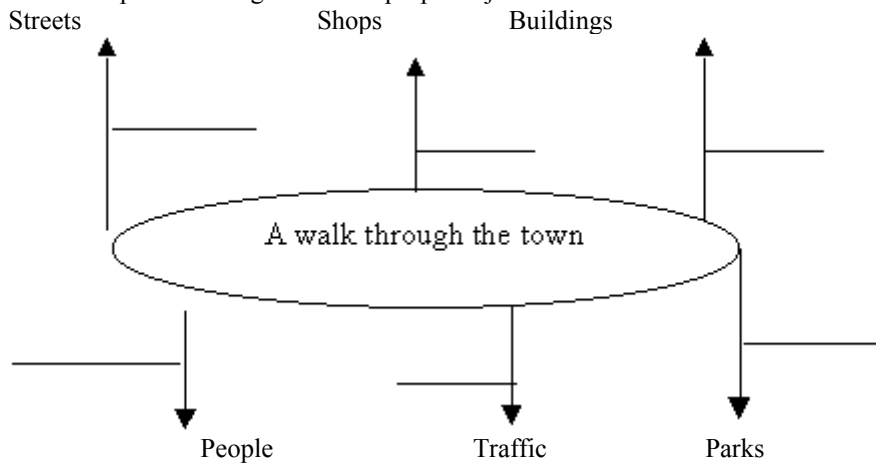 Streets Shops Buildings
A walk through the town
People Traffic Parks